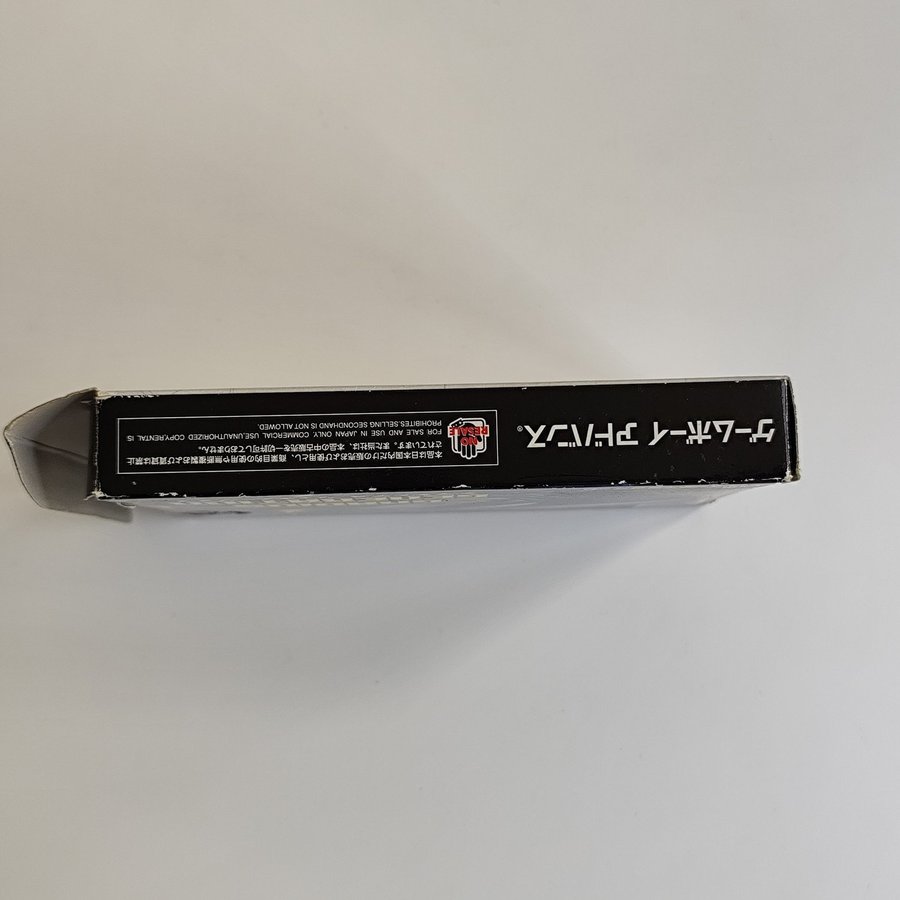 ゲームボーイ アドバンス®
NO
RESALE
本品は日本国内だけの販売および使用とし、商業目的の使用や無断複製および賃貸は禁止
されています。また当社は、本品の中古販売を一切許可しておりません。
FOR SALE AND USE IN JAPAN ONLY. COMMERCIAL USE,UNAUTHORIZED COPY,RENTAL IS
PROHIBITES.SELLING SECONDHAND IS NOT ALLOWED.